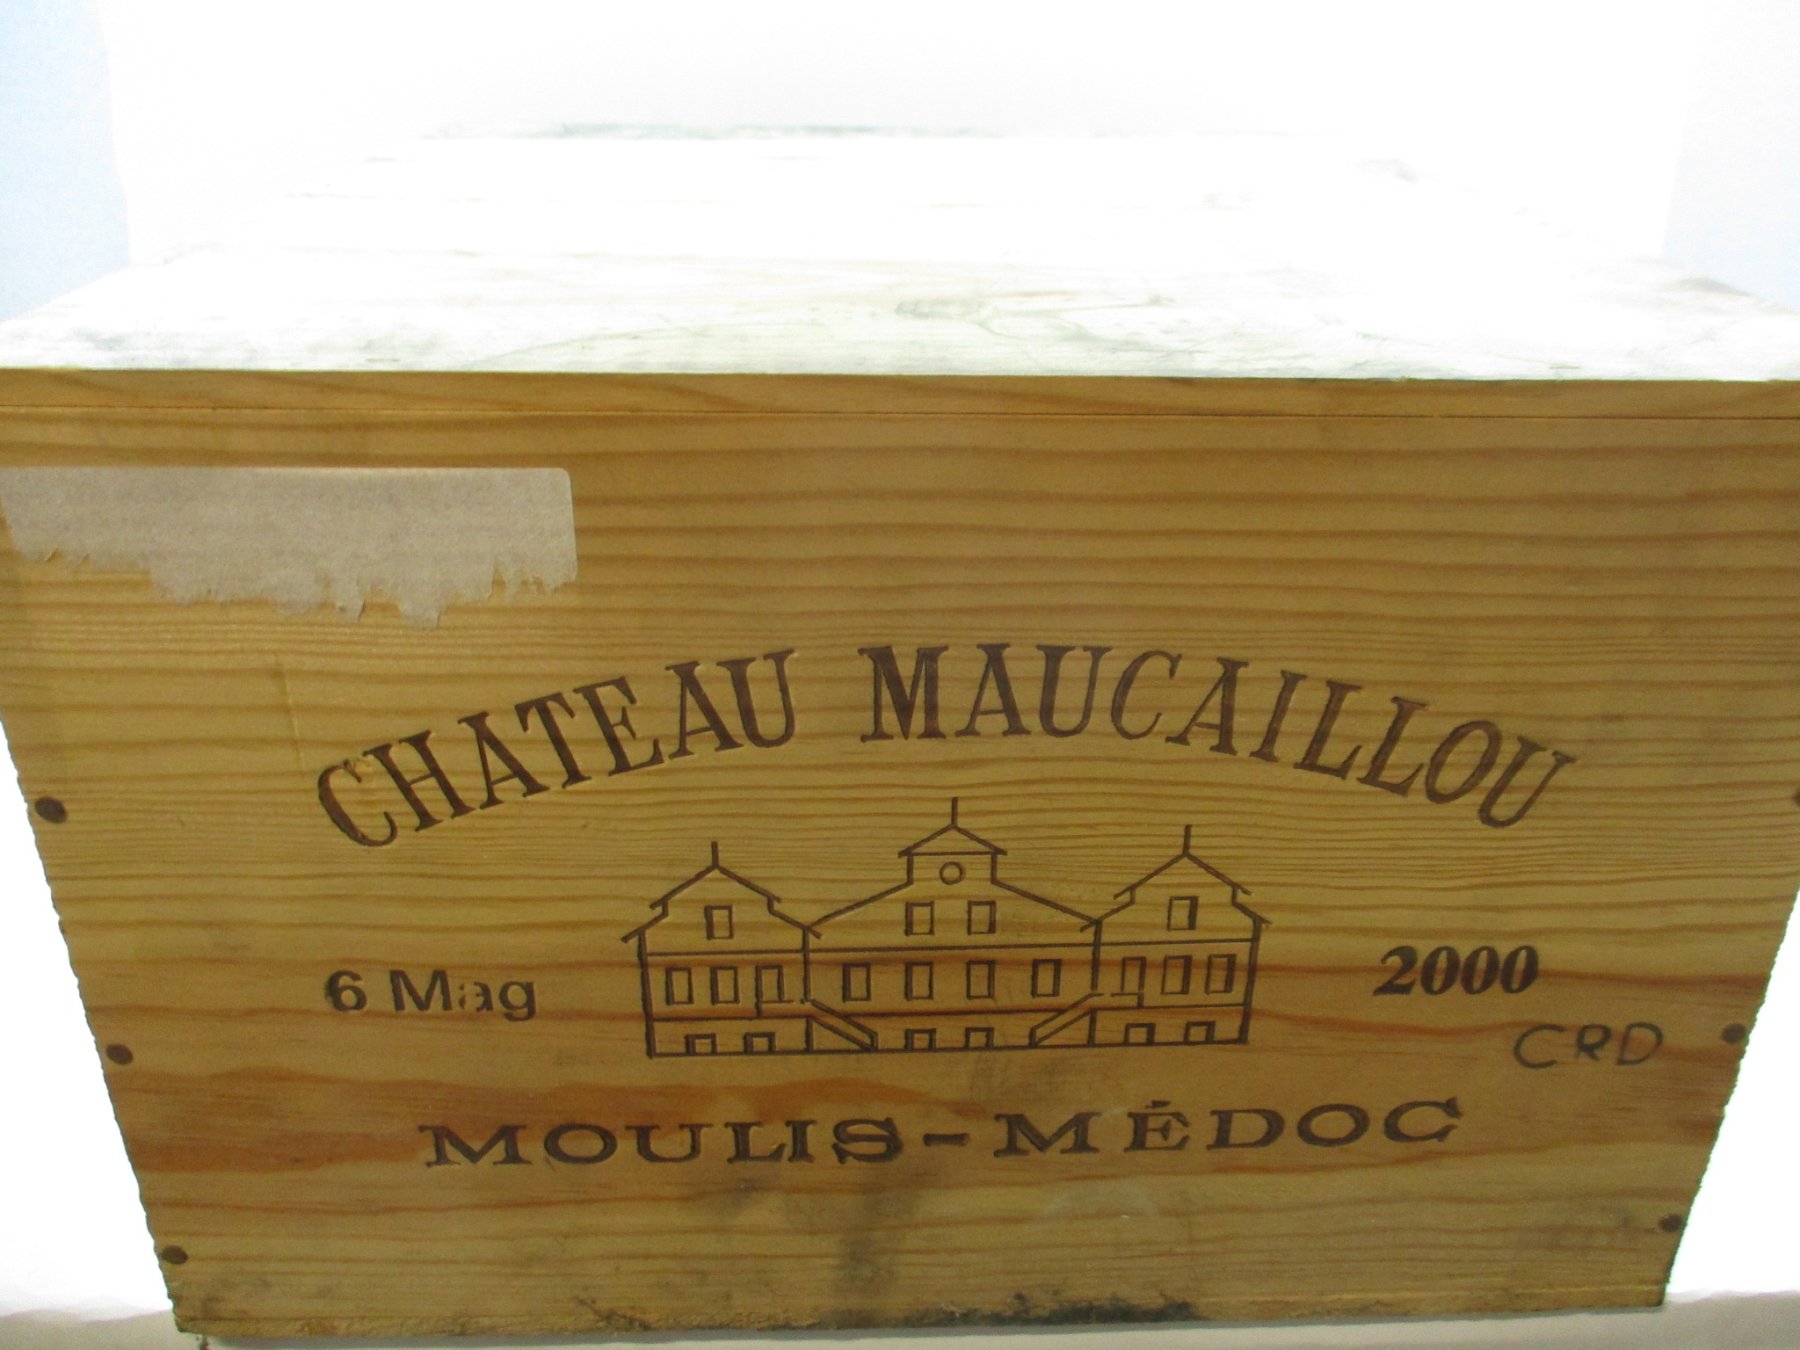 CHATEAU MAUCAILLOU
6 Mag
2000
CRD
MOULIS-MÉDOC